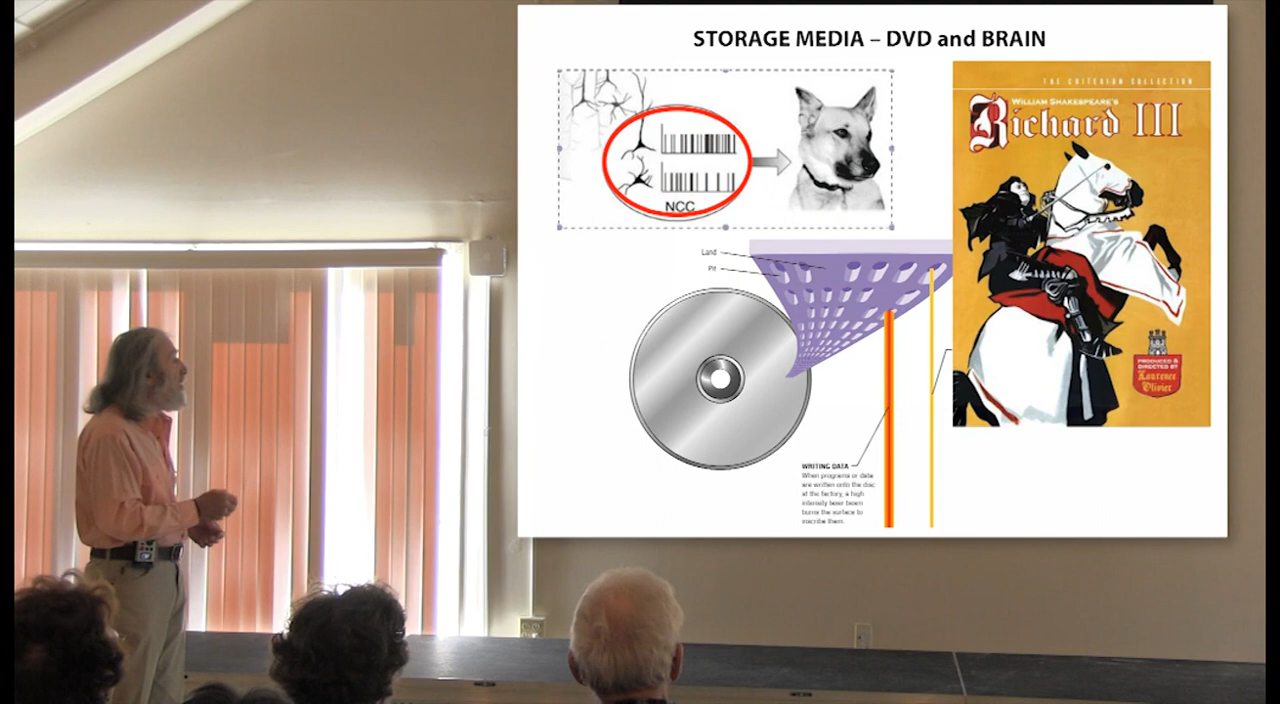 STORAGE MEDIA – DVD and BRAIN
NCC
Land
Pit
WRITING DATA
When programs or data
are written onto the disc
at the factory, a high
intensity laser beam
burns the surface to
inscribe them.
THE CRITERION COLLECTION
WILLIAM SHAKESPEARE'S
Richard III
PRODUCED &
DIRECTED BY
Laurence
Olivier